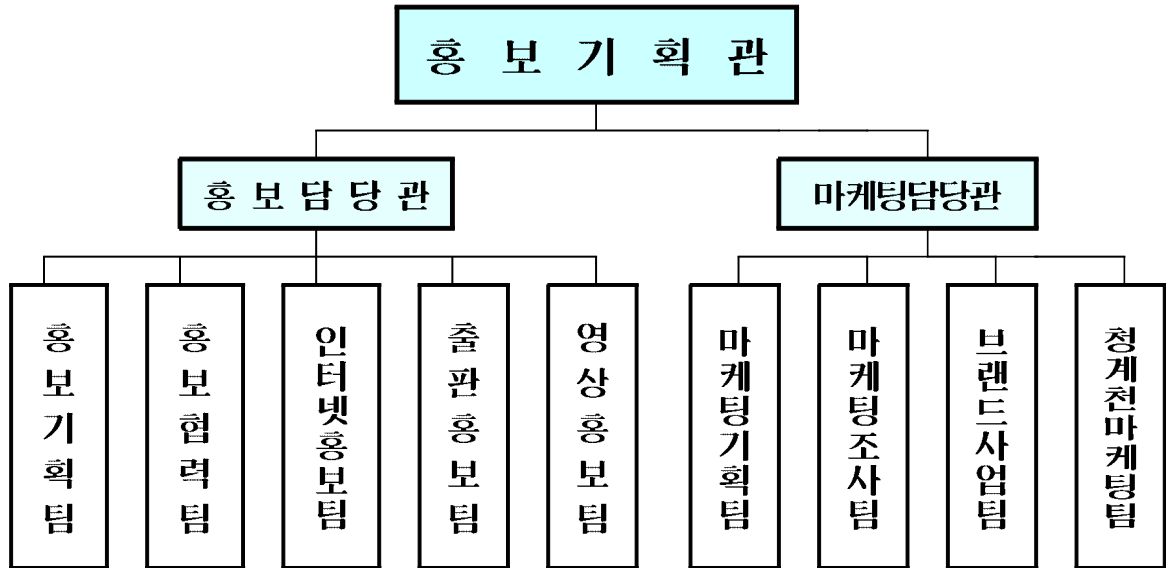 홍 보 기 획 관
홍 보 담 당 관
마케팅담당관
홍보기획팀
홍보협력팀
인터넷홍보팀
출판홍보팀
영상홍보팀
마케팅기획팀
마케팅조사팀
브랜드사업팀
청계천마케팅팀